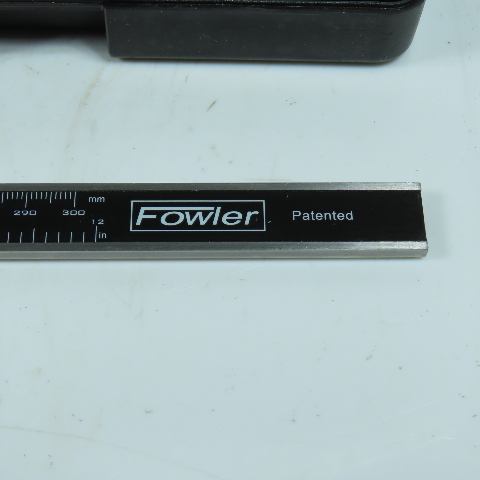 mm
290 300
12
in
Fowler
Patented